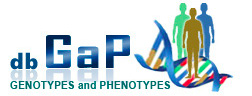 db GaP
GENOTYPES and PHENOTYPES